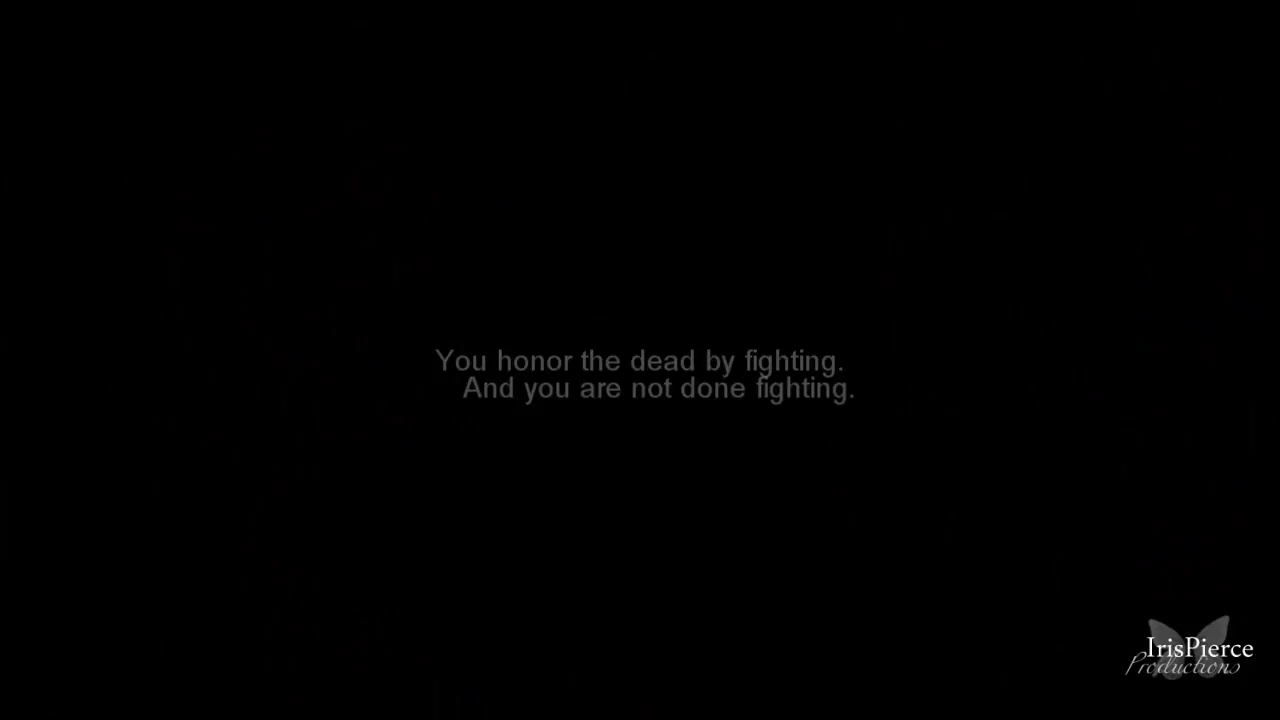 You honor the dead by fighting.
And you are not done fighting.
IrisPierce
Productions